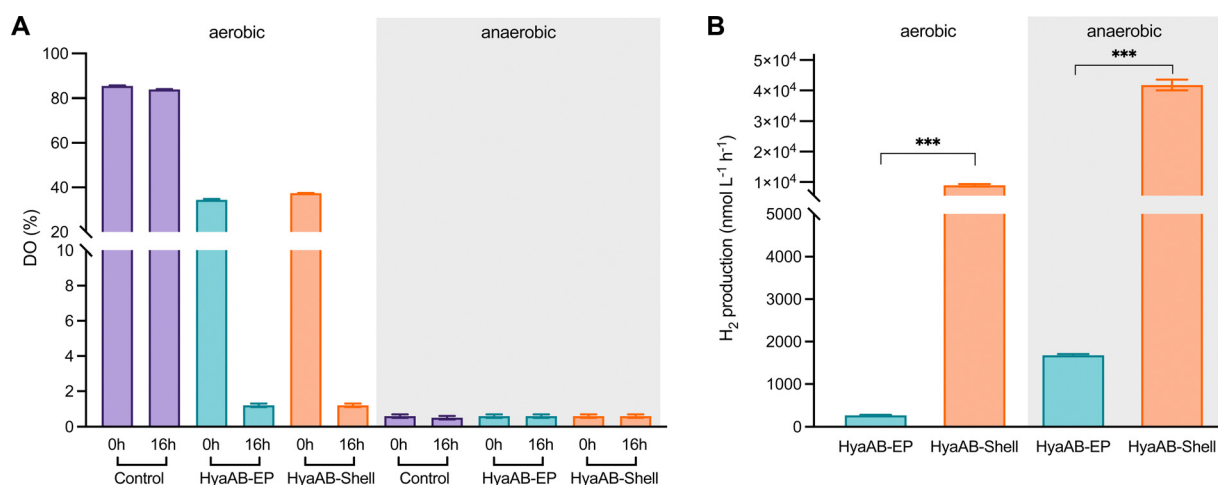 A
aerobic
anaerobic
DO (%)
100
80
60
40
20
10
8
6
4
2
0
0h 16h 0h 16h 0h 16h 0h 16h 0h 16h 0h 16h
Control HyaAB-EP HyaAB-Shell Control HyaAB-EP HyaAB-Shell
B
aerobic
anaerobic
H₂ production (nmol L⁻¹ h⁻¹)
5×10⁴
4×10⁴
3×10⁴
2×10⁴
1×10⁴
5000
4000
3000
2000
1000
0
***
***
HyaAB-EP HyaAB-Shell HyaAB-EP HyaAB-Shell